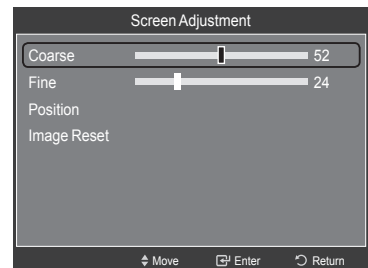 Screen Adjustment
Coarse 52
Fine 24
Position
Image Reset
Move Enter Return